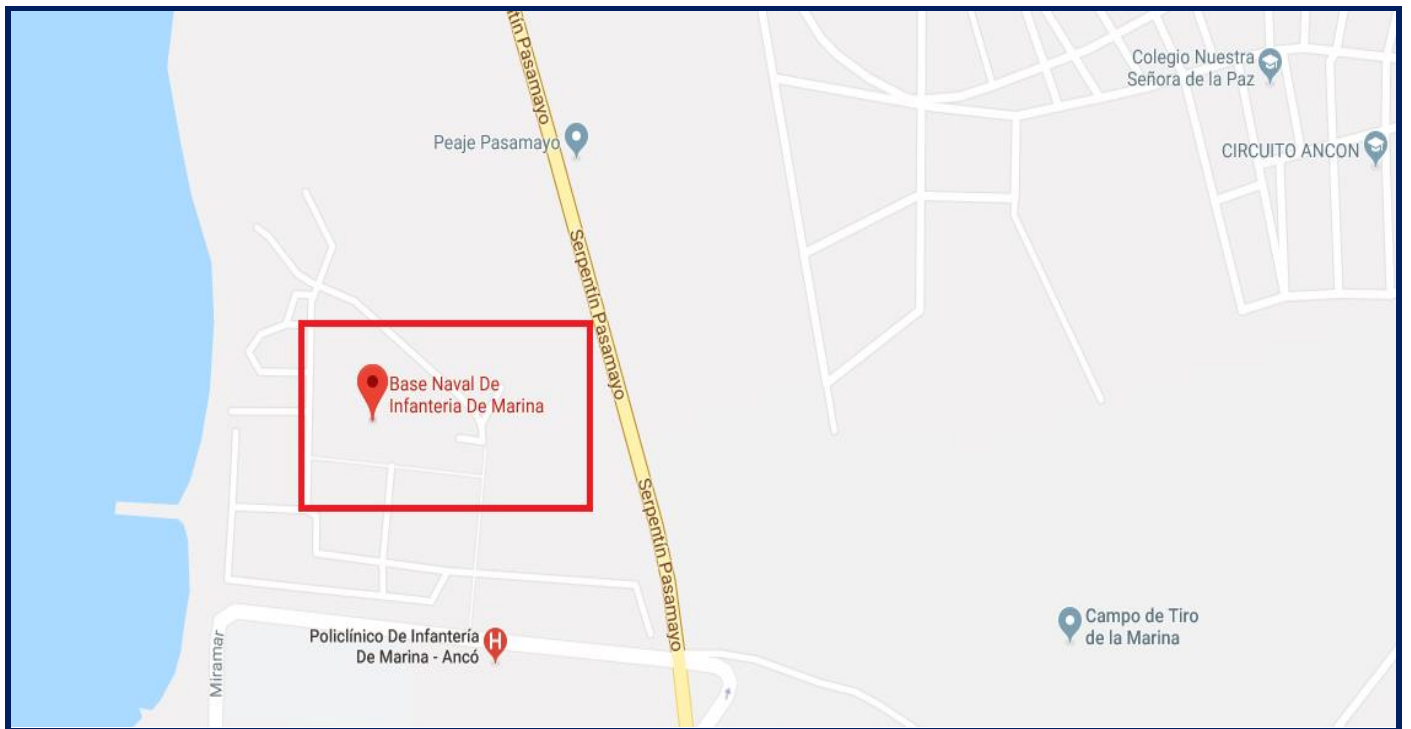 tín Pasamayo
Colegio Nuestra
Señora de la Paz
Peaje Pasamayo
CIRCUITO ANCON
Serpentín Pasamayo
Base Naval De
Infanteria De Marina
Serpentín Pasamayo
Campo de Tiro
de la Marina
Policlínico De Infantería
De Marina - Ancó
H
Miramar